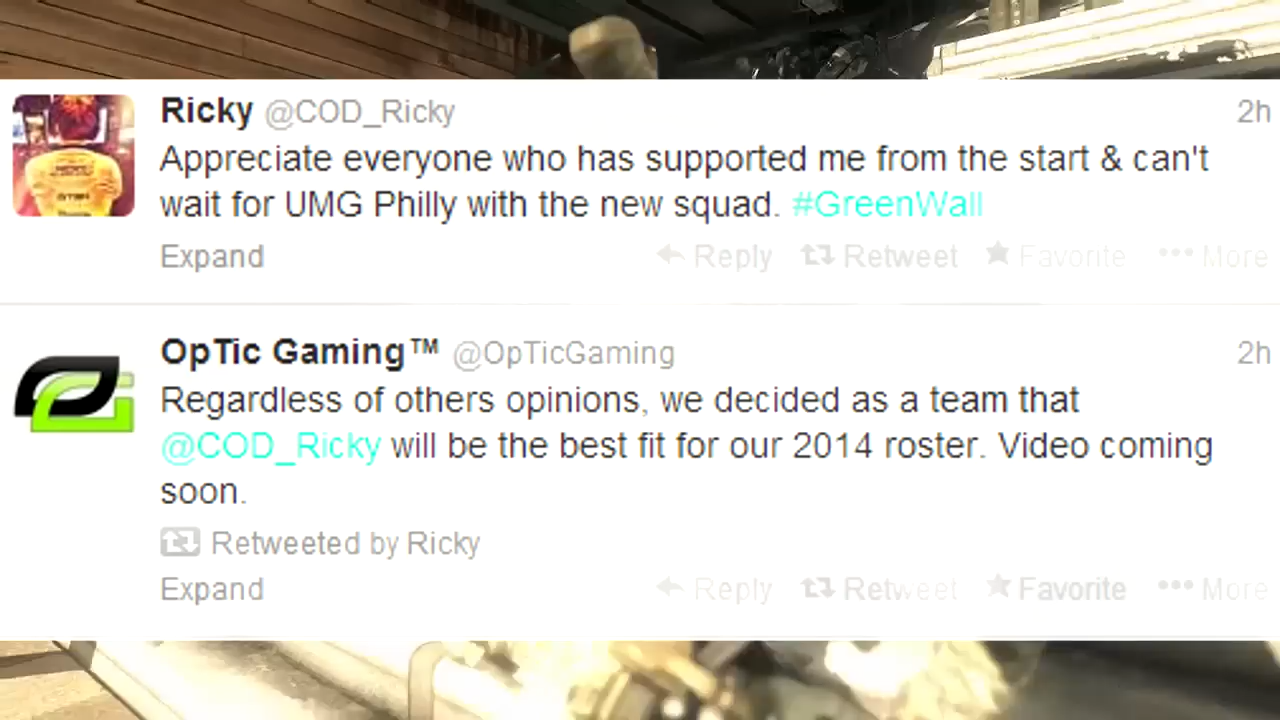 Ricky @COD_Ricky 2h
Appreciate everyone who has supported me from the start & can't
wait for UMG Philly with the new squad. #GreenWall
Expand Reply Retweet Favorite More
OpTic Gaming™ @OpTicGaming 2h
Regardless of others opinions, we decided as a team that
@COD_Ricky will be the best fit for our 2014 roster. Video coming
soon.
Retweeted by Ricky
Expand Reply Retweet Favorite More